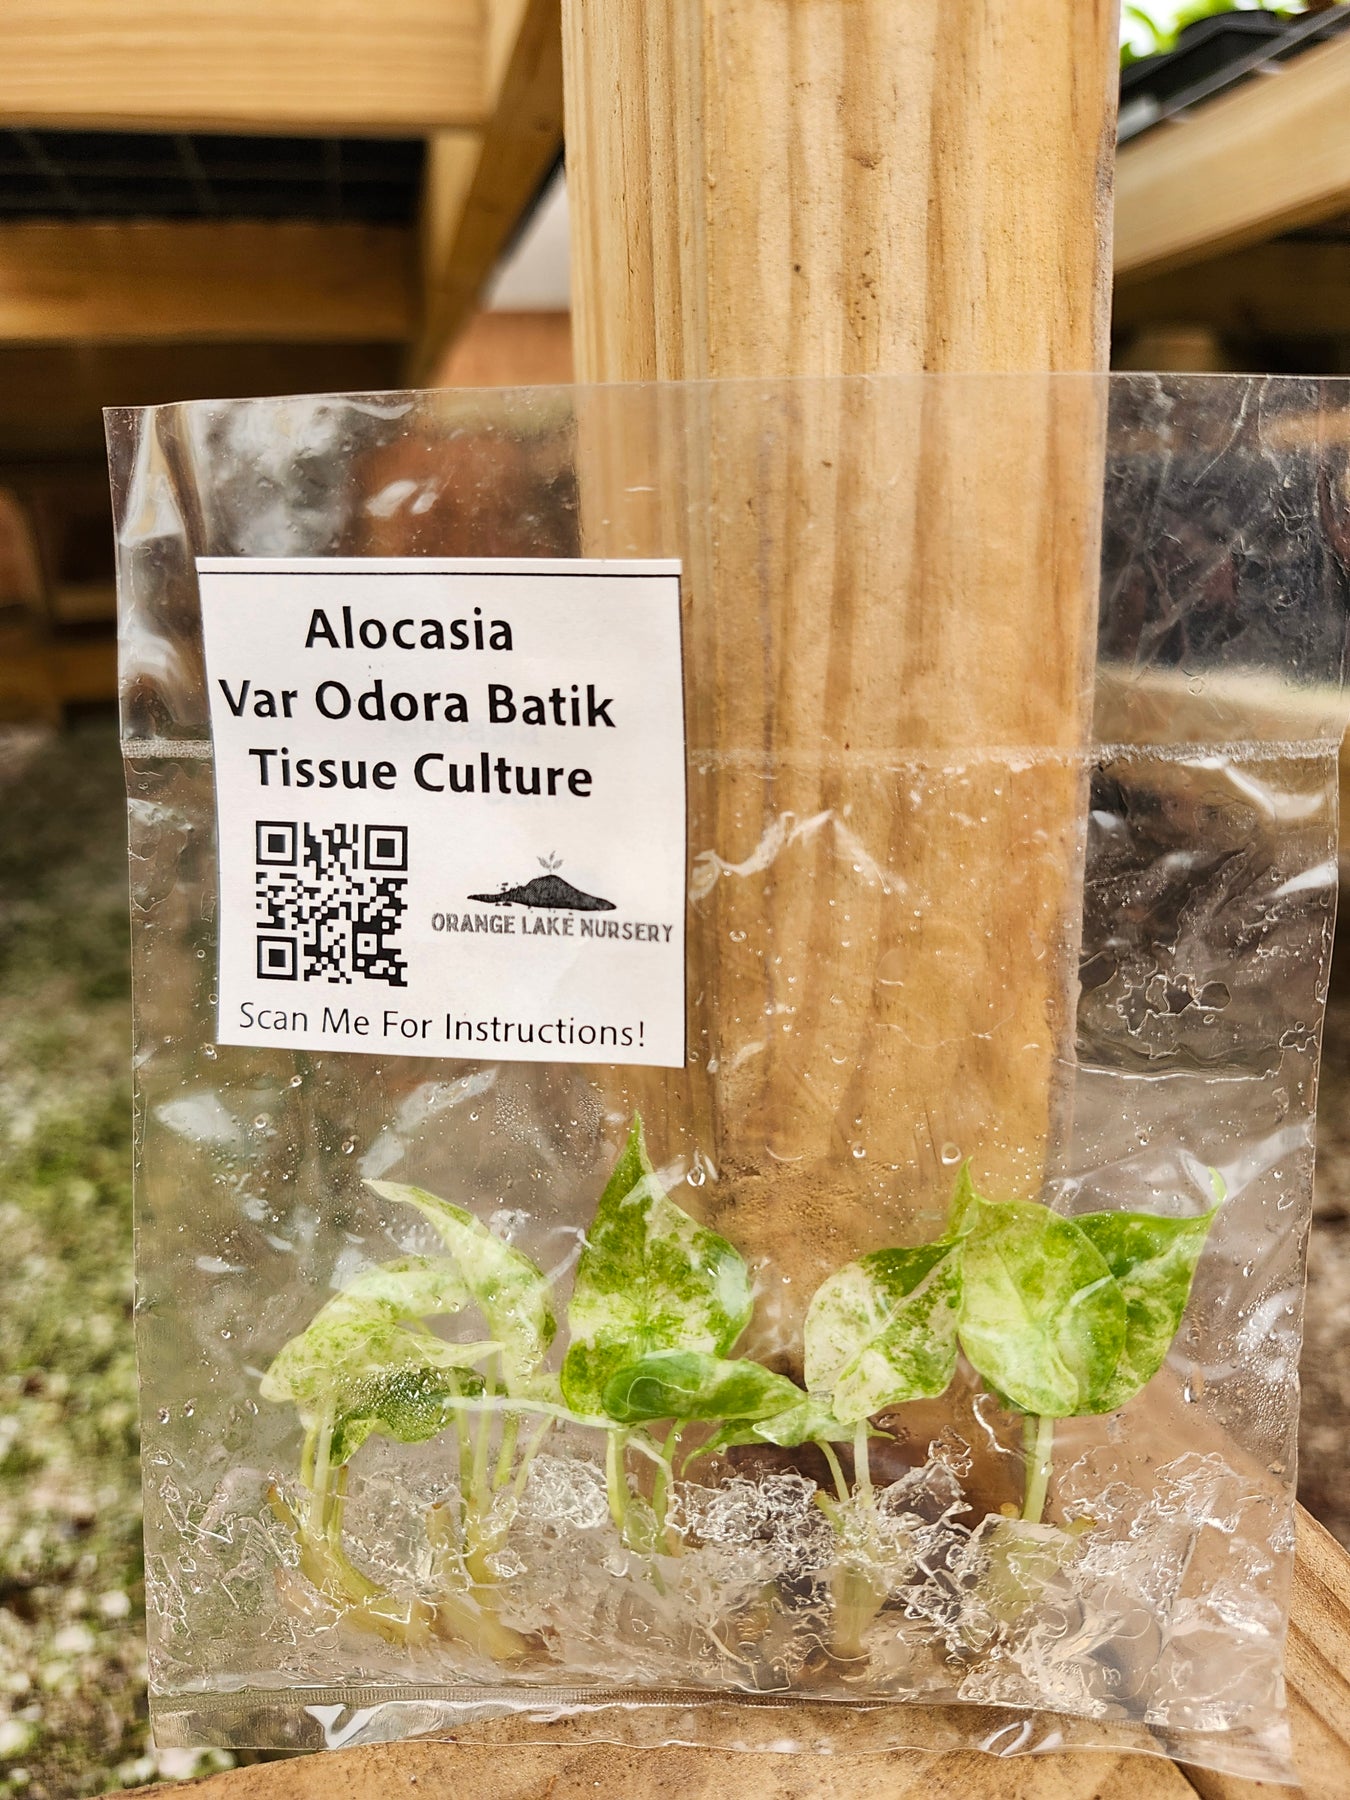 Alocasia
Var Odora Batik
Tissue Culture
ORANGE LAKE NURSERY
Scan Me For Instructions!